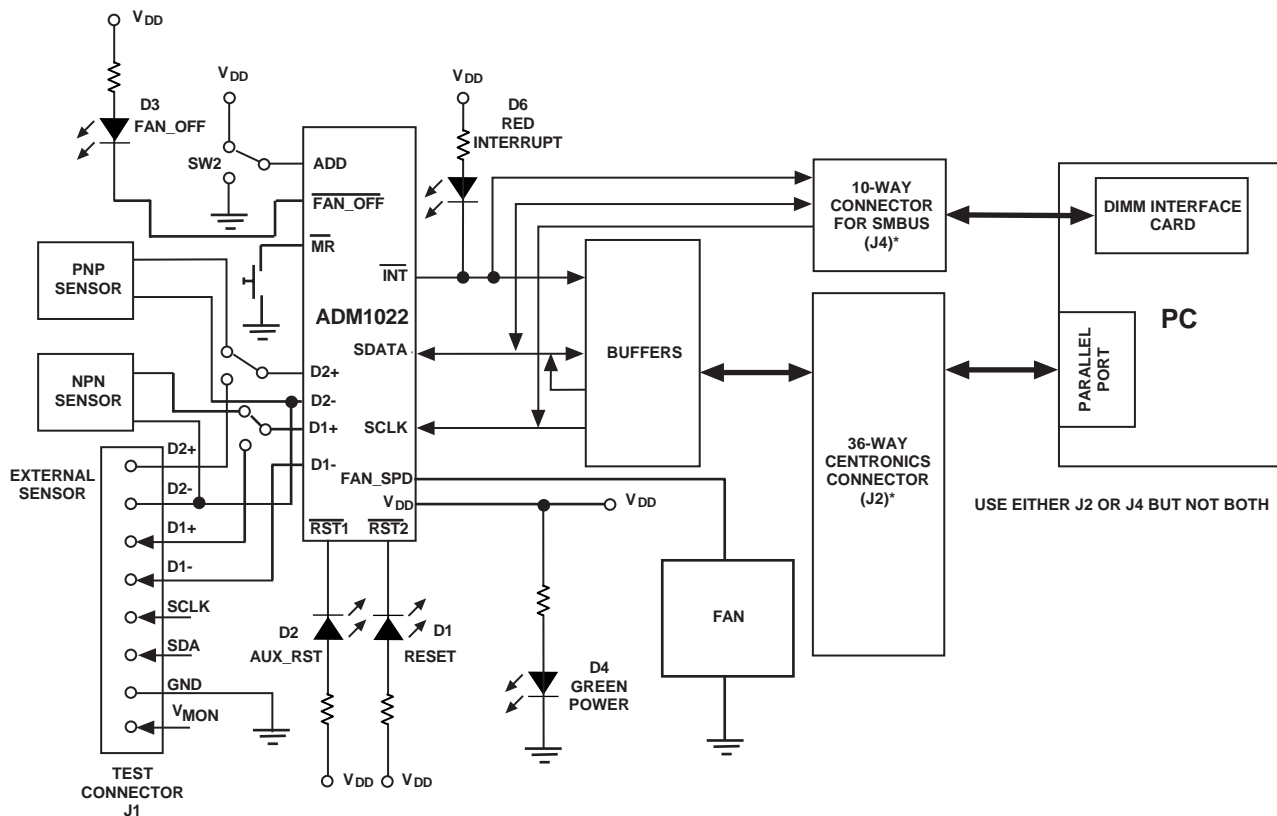 VDD
D3
FAN_OFF
VDD
SW2
ADD
FAN_OFF
MR
INT
ADM1022
SDATA
D2+
D2-
D1+
SCLK
D1-
FAN_SPD
VDD
RST1
RST2
VDD
D6
RED
INTERRUPT
PNP
SENSOR
NPN
SENSOR
EXTERNAL
SENSOR
D2+
D2-
D1+
D1-
SCLK
SDA
GND
VMON
TEST
CONNECTOR
J1
D2
AUX_RST
D1
RESET
VDD
VDD
VDD
D4
GREEN
POWER
FAN
BUFFERS
10-WAY
CONNECTOR
FOR SMBUS
(J4)*
36-WAY
CENTRONICS
CONNECTOR
(J2)*
DIMM INTERFACE
CARD
PC
PARALLEL
PORT
USE EITHER J2 OR J4 BUT NOT BOTH